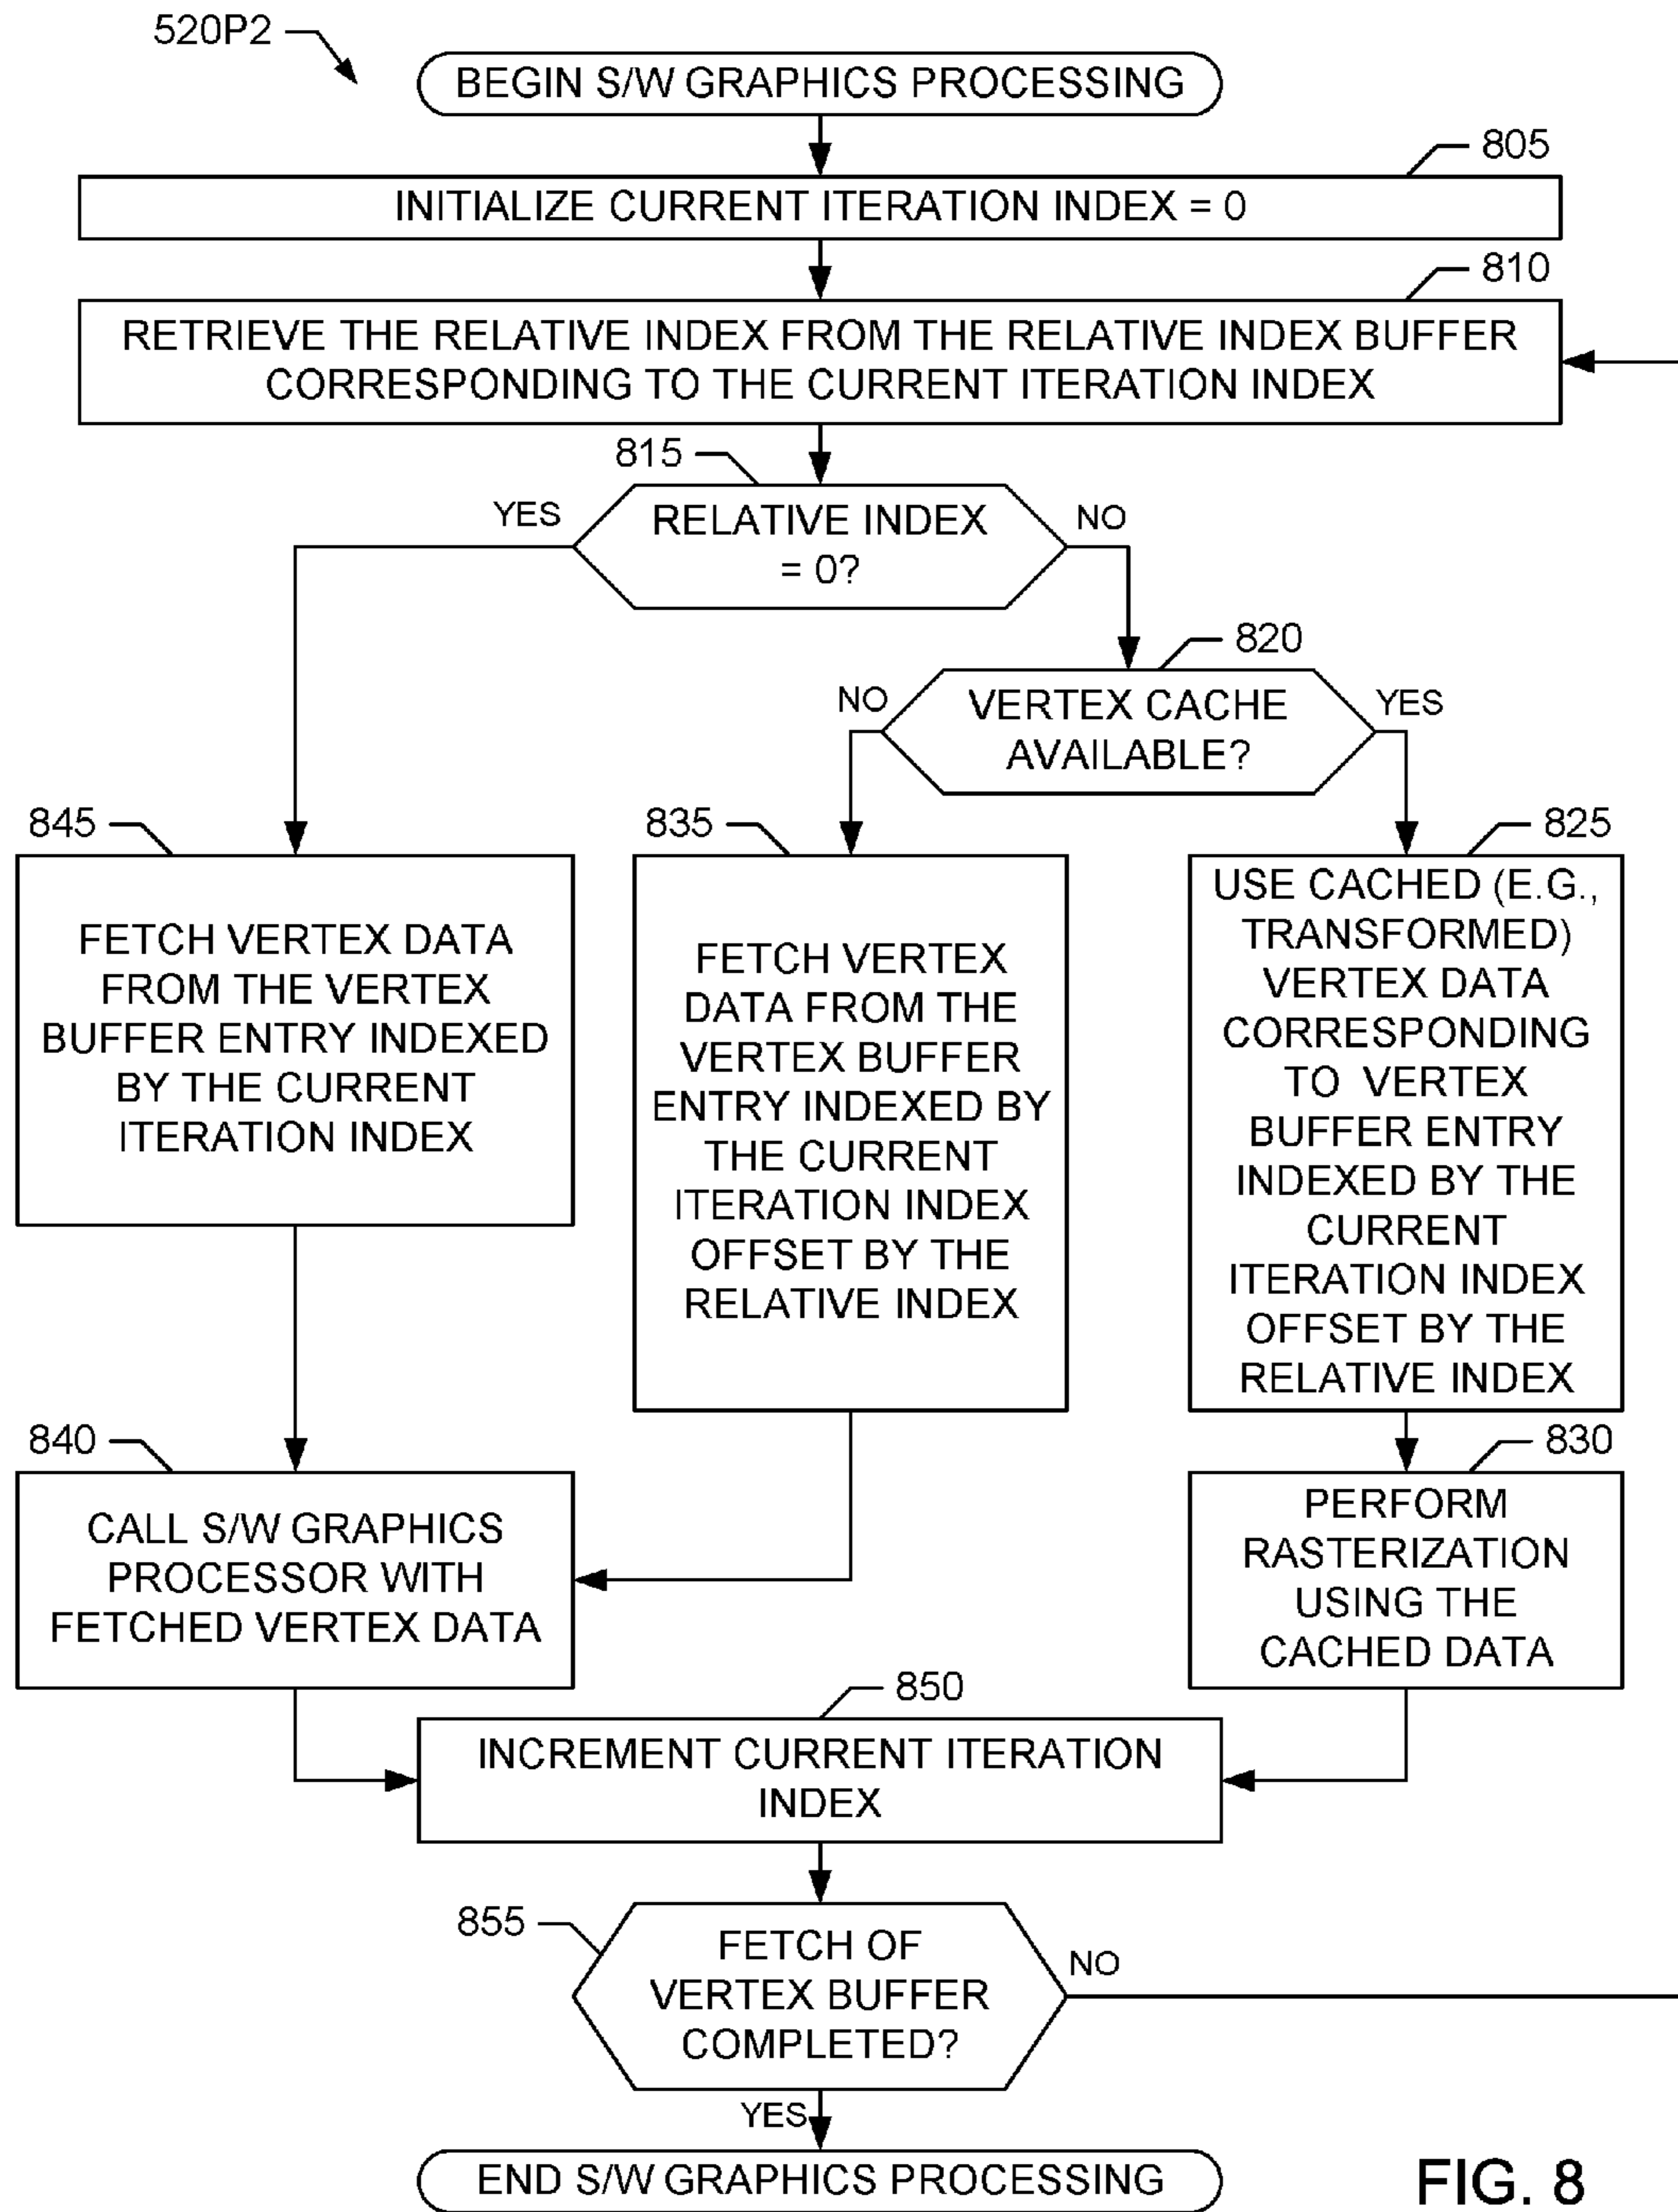 520P2
BEGIN S/W GRAPHICS PROCESSING
805
INITIALIZE CURRENT ITERATION INDEX = 0
810
RETRIEVE THE RELATIVE INDEX FROM THE RELATIVE INDEX BUFFER
CORRESPONDING TO THE CURRENT ITERATION INDEX
815
YES
RELATIVE INDEX
= 0?
NO
820
NO
VERTEX CACHE
AVAILABLE?
YES
845
FETCH VERTEX DATA
FROM THE VERTEX
BUFFER ENTRY INDEXED
BY THE CURRENT
ITERATION INDEX
835
FETCH VERTEX
DATA FROM THE
VERTEX BUFFER
ENTRY INDEXED BY
THE CURRENT
ITERATION INDEX
OFFSET BY THE
RELATIVE INDEX
825
USE CACHED (E.G.,
TRANSFORMED)
VERTEX DATA
CORRESPONDING
TO VERTEX
BUFFER ENTRY
INDEXED BY THE
CURRENT
ITERATION INDEX
OFFSET BY THE
RELATIVE INDEX
840
CALL S/W GRAPHICS
PROCESSOR WITH
FETCHED VERTEX DATA
830
PERFORM
RASTERIZATION
USING THE
CACHED DATA
850
INCREMENT CURRENT ITERATION
INDEX
855
FETCH OF
VERTEX BUFFER
COMPLETED?
NO
YES
END S/W GRAPHICS PROCESSING
FIG. 8